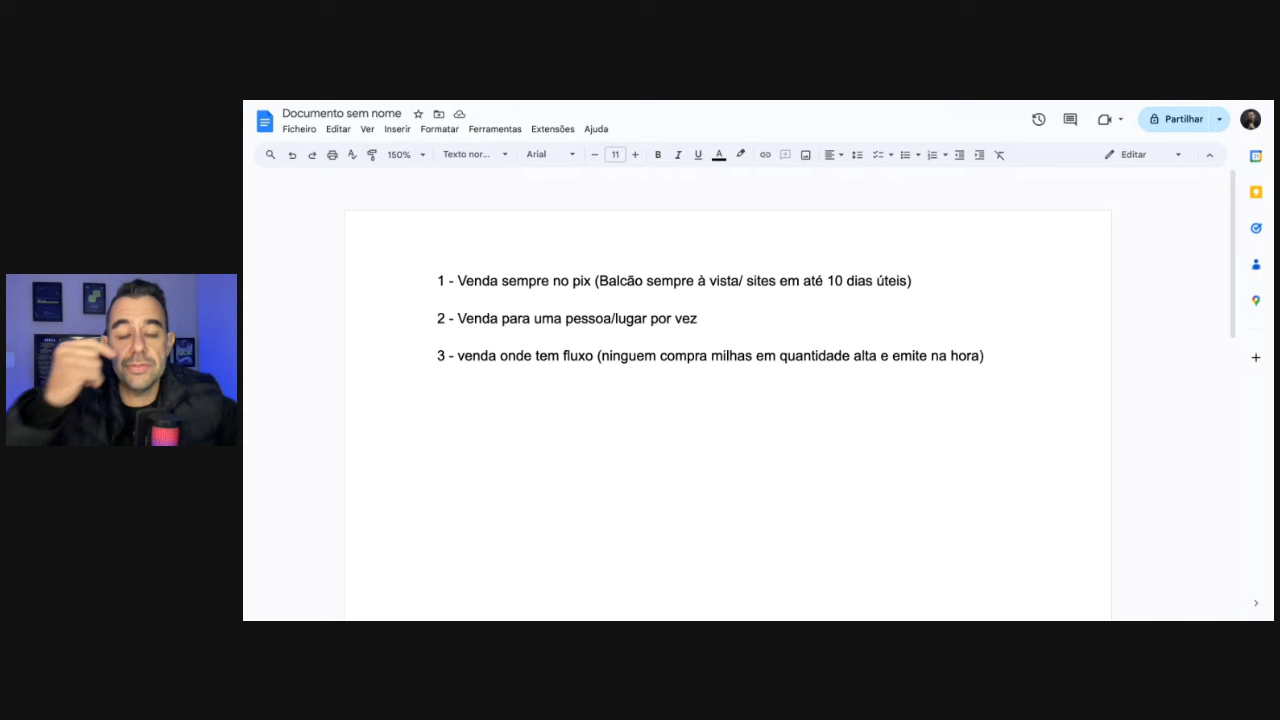 Documento sem nome
Ficheiro Editar Ver Inserir Formatar Ferramentas Extensões Ajuda
Partilhar
150% Texto nor... Arial 11 B I U A Editar
1 - Venda sempre no pix (Balcão sempre à vista/ sites em até 10 dias úteis)
2 - Venda para uma pessoa/lugar por vez
3 - venda onde tem fluxo (ninguem compra milhas em quantidade alta e emite na hora)